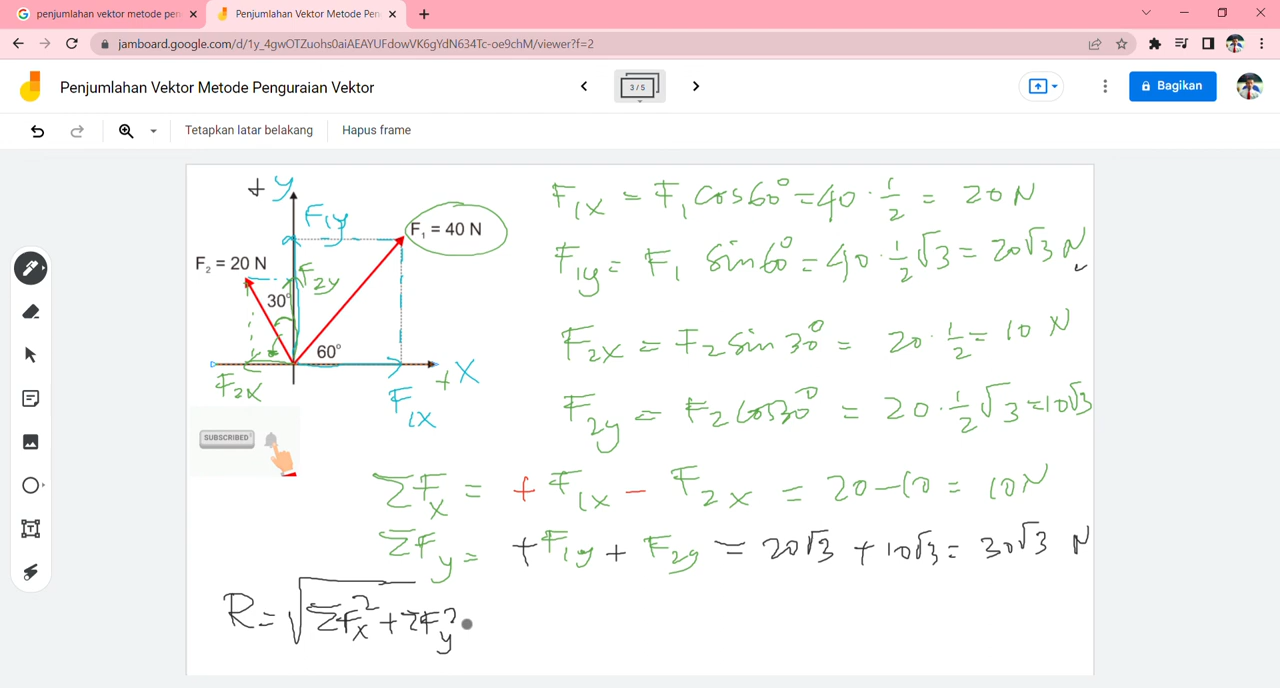 penjumlahan vektor metode pen
Penjumlahan Vektor Metode Pen
jamboard.google.com/d/1y_4gwOTZuohs0aiAEAYUFdowVK6gYdN634Tc-oe9chM/viewer?f=2
Penjumlahan Vektor Metode Penguraian Vektor
3 / 5
Bagikan
Tetapkan latar belakang
Hapus frame
+ y
F1y
F₁ = 40 N
F₂ = 20 N
F2y
30°
60°
+ X
F2X
F1X
SUBSCRIBED
F1X = F1 cos 60° = 40 · 1/2 = 20 N
F1y = F1 sin 60° = 40 · 1/2 √3 = 20√3 N
F2X = F2 sin 30° = 20 · 1/2 = 10 N
F2y = F2 cos 30° = 20 · 1/2 √3 = 10√3
ΣFx = + F1X − F2X = 20 − 10 = 10 N
ΣFy = + F1y + F2y = 20√3 + 10√3 = 30√3 N
R = √ΣFx² + ΣFy²